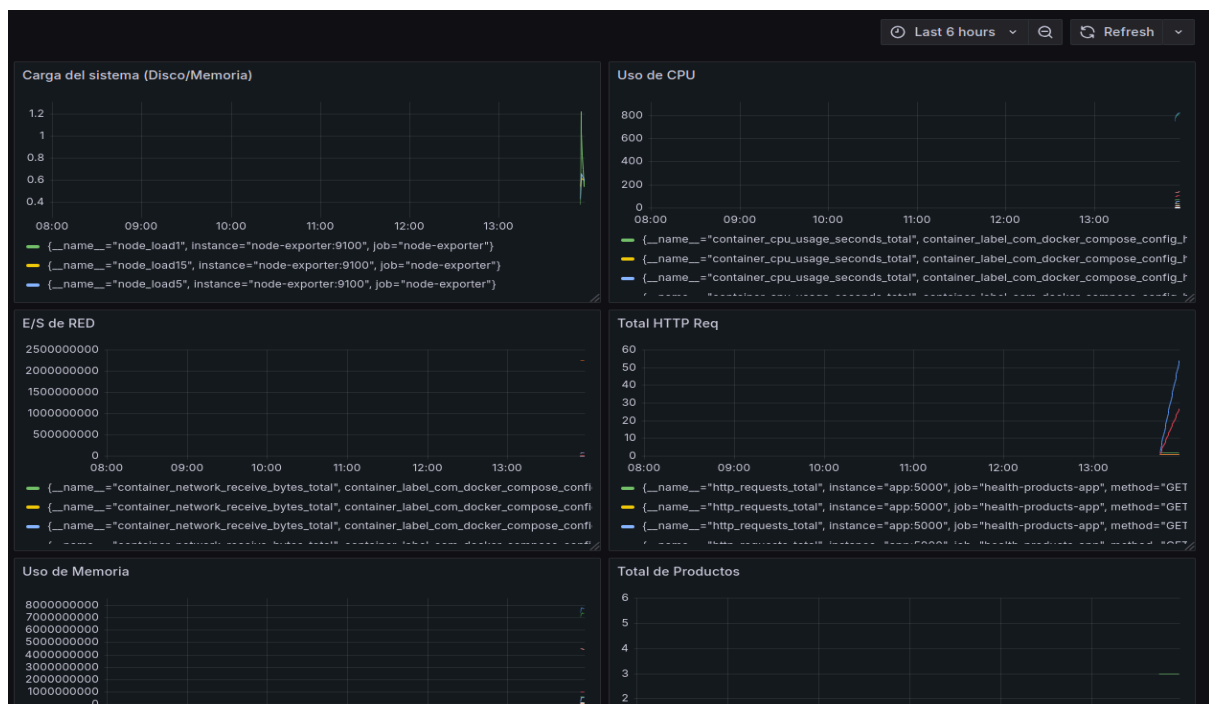 Last 6 hours Refresh
Carga del sistema (Disco/Memoria)
1.2
1
0.8
0.6
0.4
08:00 09:00 10:00 11:00 12:00 13:00
{__name__="node_load1", instance="node-exporter:9100", job="node-exporter"}
{__name__="node_load15", instance="node-exporter:9100", job="node-exporter"}
{__name__="node_load5", instance="node-exporter:9100", job="node-exporter"}
Uso de CPU
800
600
400
200
0
08:00 09:00 10:00 11:00 12:00 13:00
{__name__="container_cpu_usage_seconds_total", container_label_com_docker_compose_config_h
{__name__="container_cpu_usage_seconds_total", container_label_com_docker_compose_config_h
{__name__="container_cpu_usage_seconds_total", container_label_com_docker_compose_config_h
E/S de RED
2500000000
2000000000
1500000000
1000000000
500000000
0
08:00 09:00 10:00 11:00 12:00 13:00
{__name__="container_network_receive_bytes_total", container_label_com_docker_compose_confi
{__name__="container_network_receive_bytes_total", container_label_com_docker_compose_confi
{__name__="container_network_receive_bytes_total", container_label_com_docker_compose_confi
Total HTTP Req
60
50
40
30
20
10
0
08:00 09:00 10:00 11:00 12:00 13:00
{__name__="http_requests_total", instance="app:5000", job="health-products-app", method="GET
{__name__="http_requests_total", instance="app:5000", job="health-products-app", method="GET
{__name__="http_requests_total", instance="app:5000", job="health-products-app", method="GET
Uso de Memoria
8000000000
7000000000
6000000000
5000000000
4000000000
3000000000
2000000000
1000000000
0
Total de Productos
6
5
4
3
2